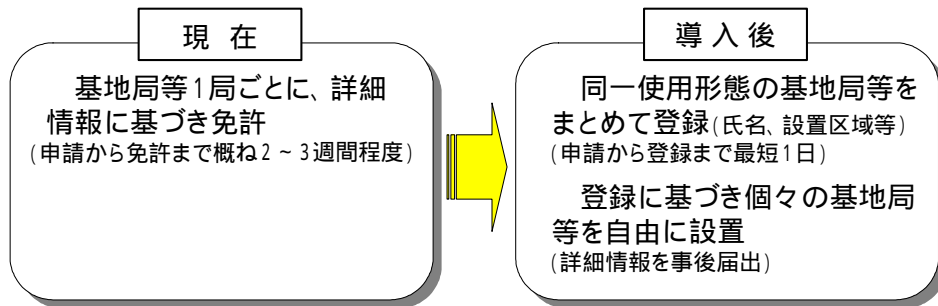 現 在
基地局等1局ごとに、詳細
情報に基づき免許
(申請から免許まで概ね2~3週間程度)
導 入 後
同一使用形態の基地局等を
まとめて登録(氏名、設置区域等)
(申請から登録まで最短1日)
登録に基づき個々の基地局
等を自由に設置
(詳細情報を事後届出)